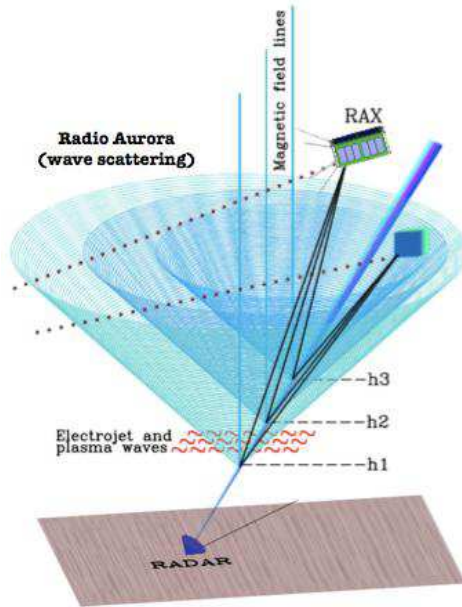 Magnetic field lines
RAX
Radio Aurora
(wave scattering)
h3
h2
Electrojet and
plasma waves
h1
RADAR